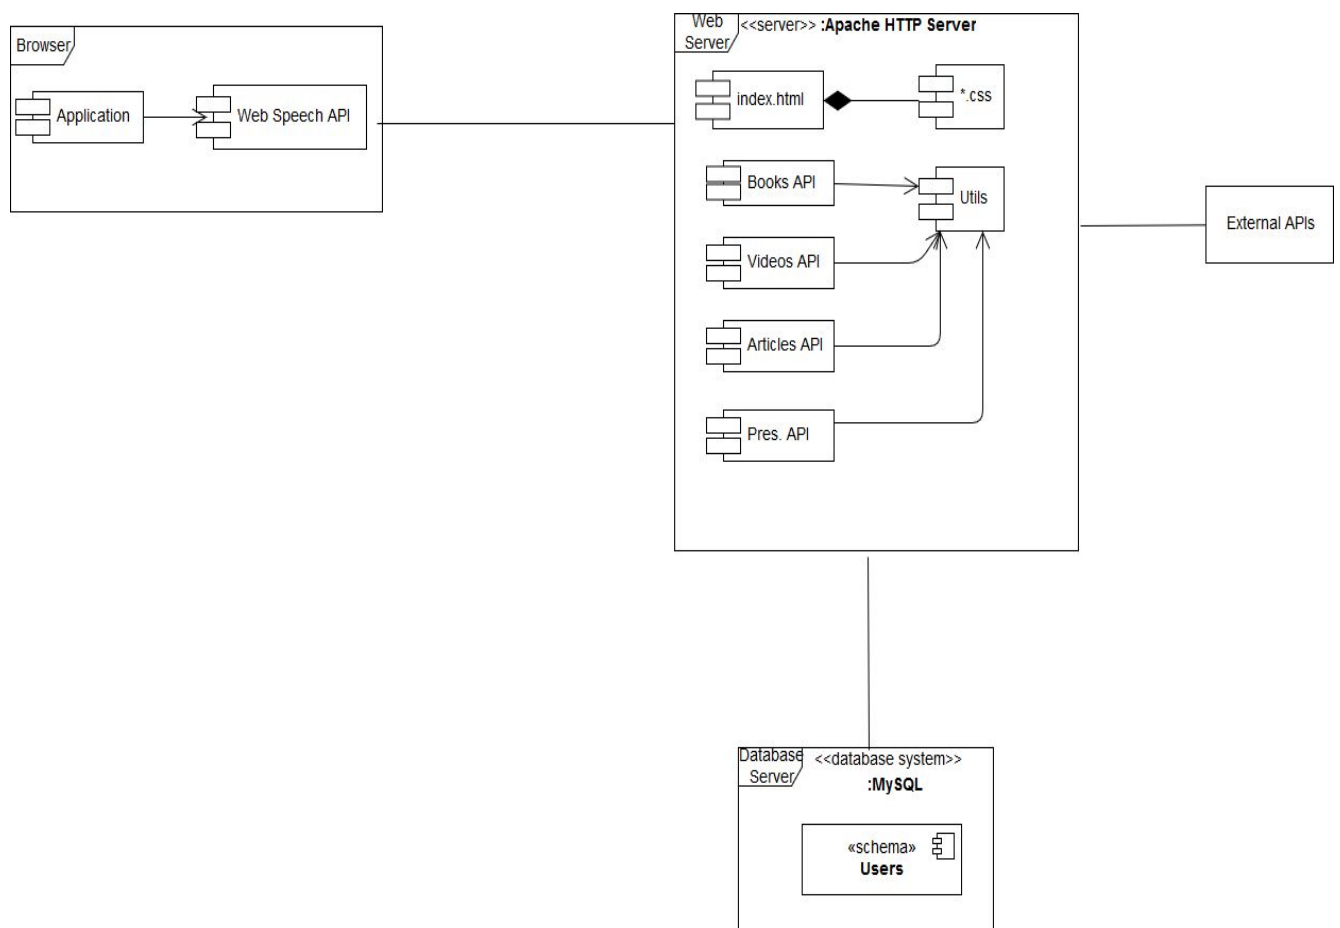 Browser
Application
Web Speech API
Web
Server
<<server>> :Apache HTTP Server
index.html
*.css
Books API
Utils
Videos API
Articles API
Pres. API
External APIs
Database
Server
<<database system>>
:MySQL
«schema»
Users